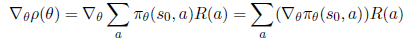 ∇θρ(θ) = ∇θ ∑a πθ(s0, a)R(a) = ∑a (∇θπθ(s0, a))R(a)